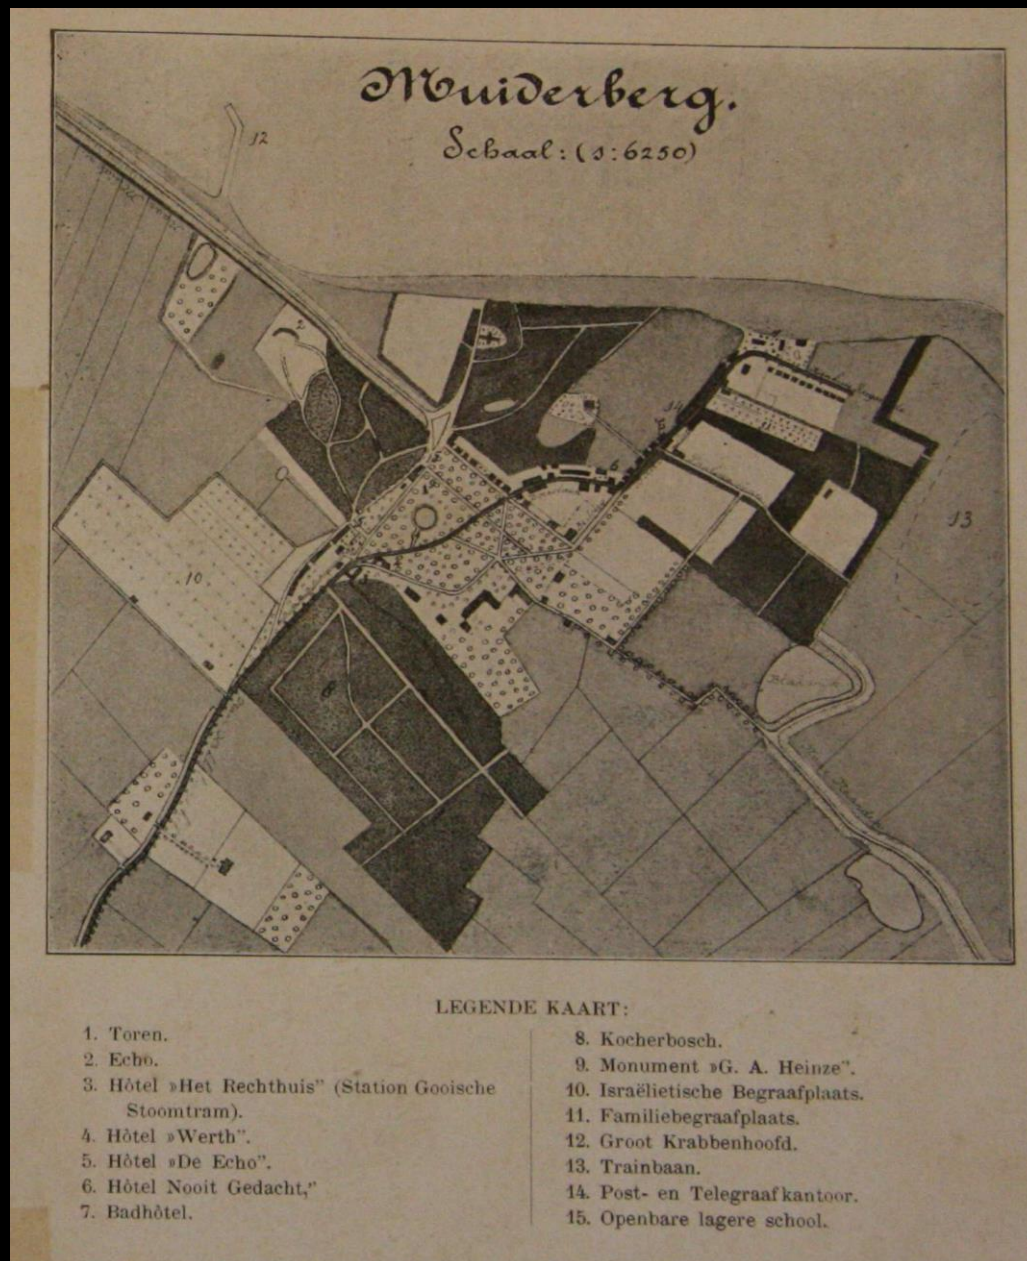 Muiderberg.
Schaal: (1:6250)
12
2
13
10
8
LEGENDE KAART:
1. Toren.
2. Echo.
3. Hôtel »Het Rechthuis” (Station Gooische
Stoomtram).
4. Hôtel »Werth”.
5. Hôtel »De Echo”.
6. Hôtel Nooit Gedacht,”
7. Badhôtel.
8. Kocherbosch.
9. Monument »G. A. Heinze”.
10. Israëlietische Begraafplaats.
11. Familiebegraafplaats.
12. Groot Krabbenhoofd.
13. Trainbaan.
14. Post- en Telegraafkantoor.
15. Openbare lagere school.